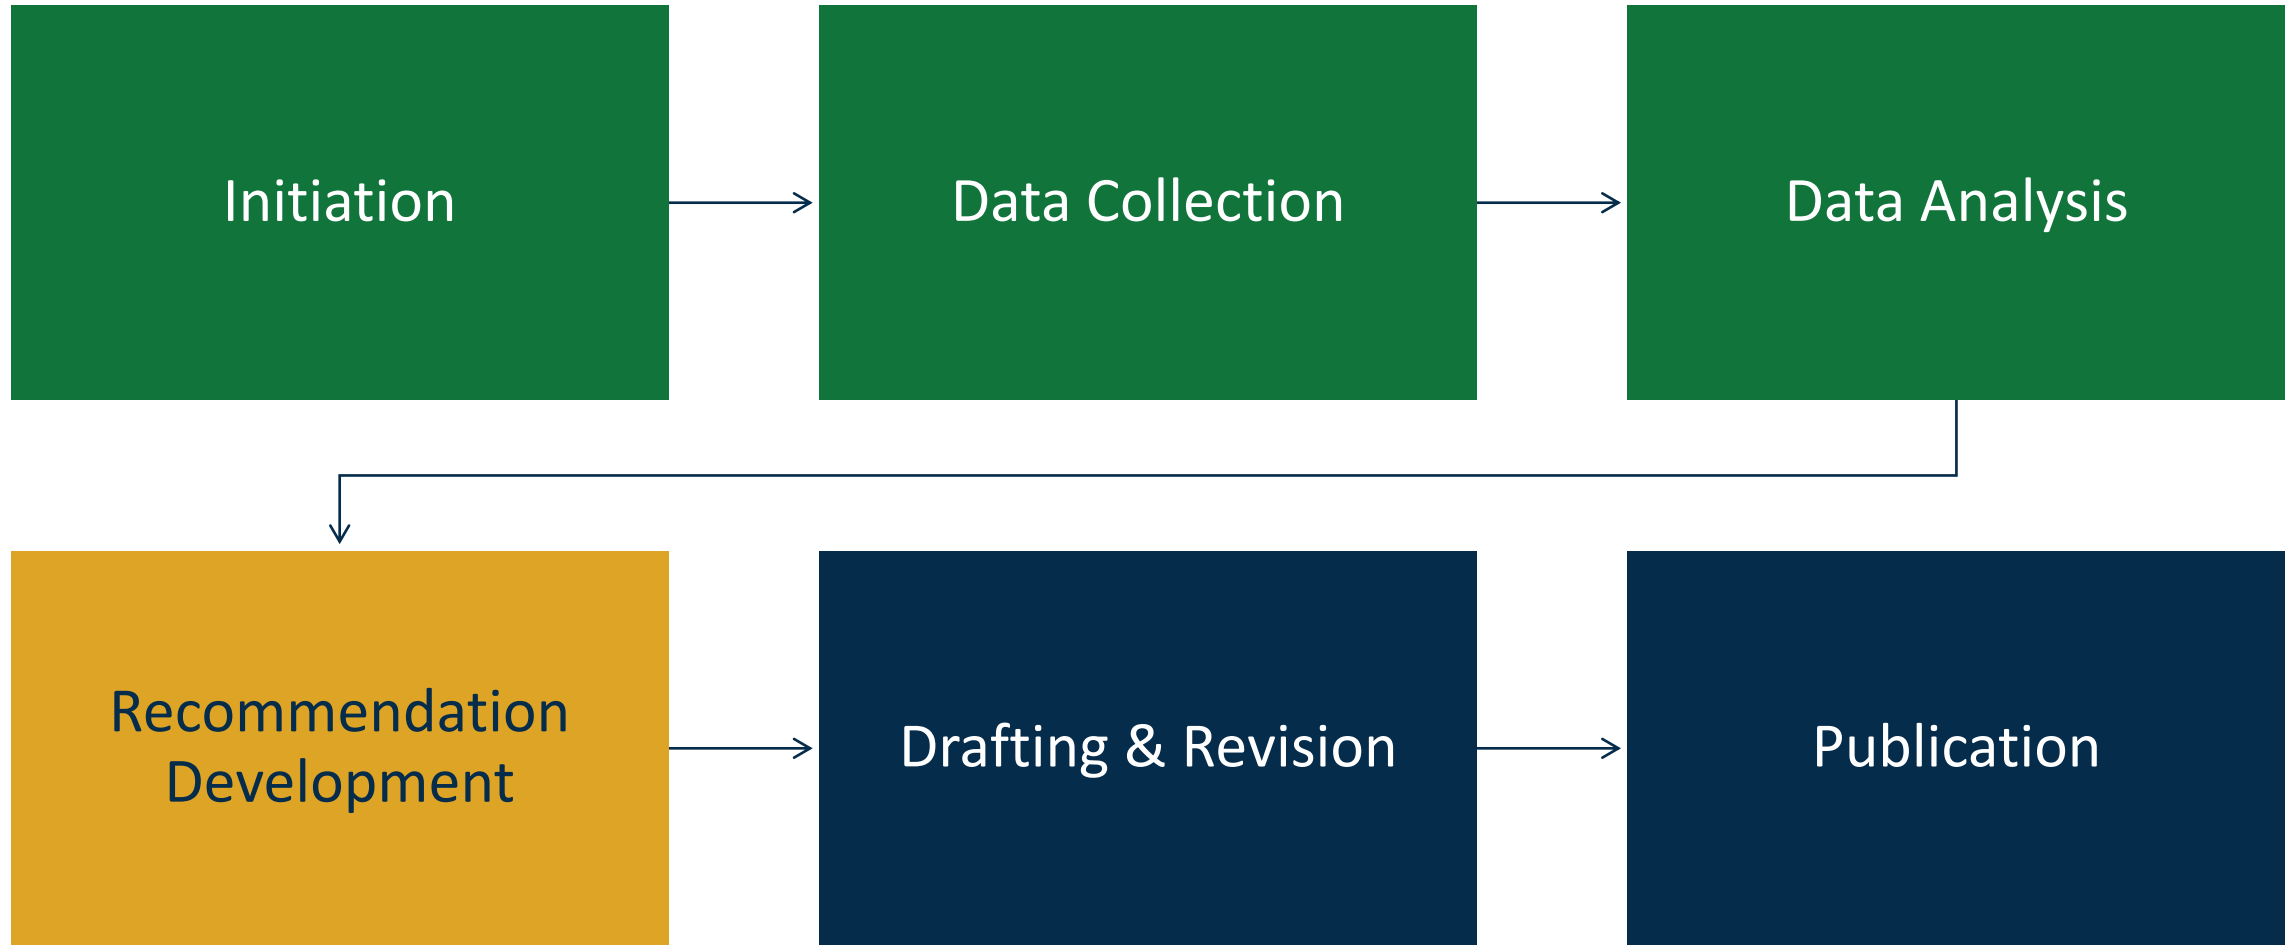 Initiation
Data Collection
Data Analysis
Recommendation
Development
Drafting & Revision
Publication